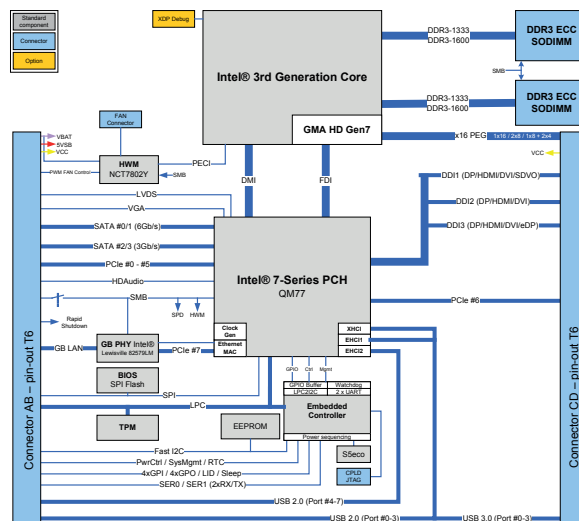 Standard
component
Connector
Option
XDP Debug
Intel® 3rd Generation Core
GMA HD Gen7
DDR3-1333
DDR3-1600
DDR3 ECC
SODIMM
SMB
DDR3-1333
DDR3-1600
DDR3 ECC
SODIMM
x16 PEG
1x16 / 2x8 / 1x8 + 2x4
FAN
Connector
VBAT
5VSB
VCC
HWM
NCT7802Y
PECI
PWM FAN Control
SMB
VCC
DMI
FDI
LVDS
VGA
SATA #0/1 (6Gb/s)
SATA #2/3 (3Gb/s)
PCIe #0 - #5
HDAudio
SMB
SPD
HWM
Rapid
Shutdown
DDI1 (DP/HDMI/DVI/SDVO)
DDI2 (DP/HDMI/DVI)
DDI3 (DP/HDMI/DVI/eDP)
Intel® 7-Series PCH
QM77
PCIe #6
Clock
Gen
Ethernet
MAC
XHCI
EHCI1
EHCI2
GB LAN
GB PHY Intel®
Lewisville 82579LM
PCIe #7
BIOS
SPI Flash
SPI
LPC
TPM
GPIO
Ctrl
Mgmt
GPIO Buffer
Watchdog
LPC2I2C
2 x UART
Embedded
Controller
Power sequencing
EEPROM
S5eco
CPLD
JTAG
Fast I2C
PwrCtrl / SysMgmt / RTC
4xGPI / 4xGPO / LID / Sleep
SER0 / SER1 (2xRX/TX)
USB 2.0 (Port #4-7)
USB 2.0 (Port #0-3)
USB 3.0 (Port #0-3)
Connector AB – pin-out T6
Connector CD – pin-out T6